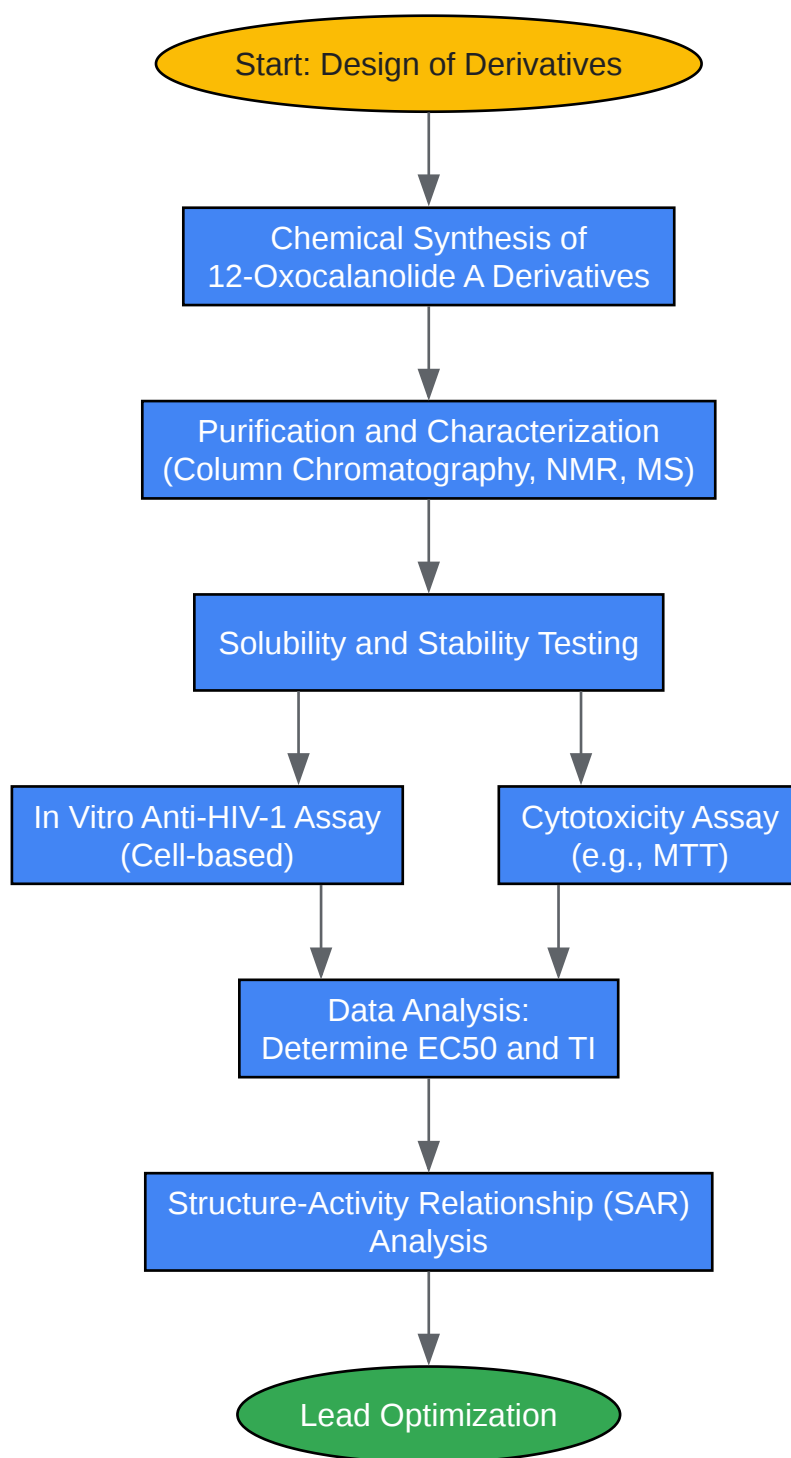 Start: Design of Derivatives
Chemical Synthesis of
12-Oxocalanolide A Derivatives
Purification and Characterization
(Column Chromatography, NMR, MS)
Solubility and Stability Testing
In Vitro Anti-HIV-1 Assay
(Cell-based)
Cytotoxicity Assay
(e.g., MTT)
Data Analysis:
Determine EC50 and TI
Structure-Activity Relationship (SAR)
Analysis
Lead Optimization